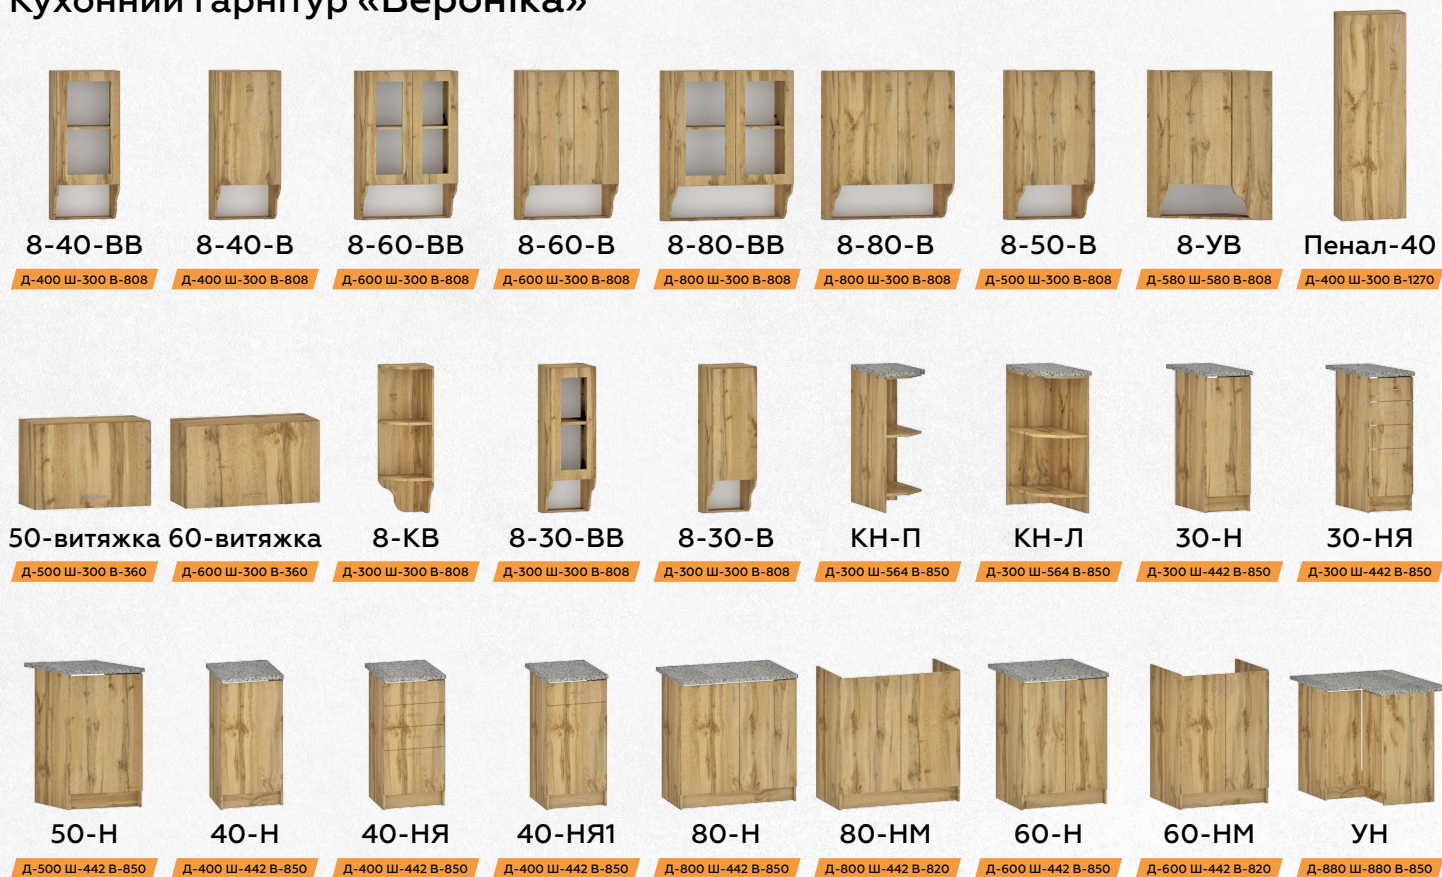 Кухонний гарнітур «Вероніка»
8-40-ВВ 8-40-В 8-60-ВВ 8-60-В 8-80-ВВ 8-80-В 8-50-В 8-УВ Пенал-40
Д-400 Ш-300 В-808 Д-400 Ш-300 В-808 Д-600 Ш-300 В-808 Д-600 Ш-300 В-808 Д-800 Ш-300 В-808 Д-800 Ш-300 В-808 Д-500 Ш-300 В-808 Д-580 Ш-580 В-808 Д-400 Ш-300 В-1270
50-витяжка 60-витяжка 8-КВ 8-30-ВВ 8-30-В КН-П КН-Л 30-Н 30-НЯ
Д-500 Ш-300 В-360 Д-600 Ш-300 В-360 Д-300 Ш-300 В-808 Д-300 Ш-300 В-808 Д-300 Ш-300 В-808 Д-300 Ш-564 В-850 Д-300 Ш-564 В-850 Д-300 Ш-442 В-850 Д-300 Ш-442 В-850
50-Н 40-Н 40-НЯ 40-НЯ1 80-Н 80-НМ 60-Н 60-НМ УН
Д-500 Ш-442 В-850 Д-400 Ш-442 В-850 Д-400 Ш-442 В-850 Д-400 Ш-442 В-850 Д-800 Ш-442 В-850 Д-800 Ш-442 В-820 Д-600 Ш-442 В-850 Д-600 Ш-442 В-820 Д-880 Ш-880 В-850